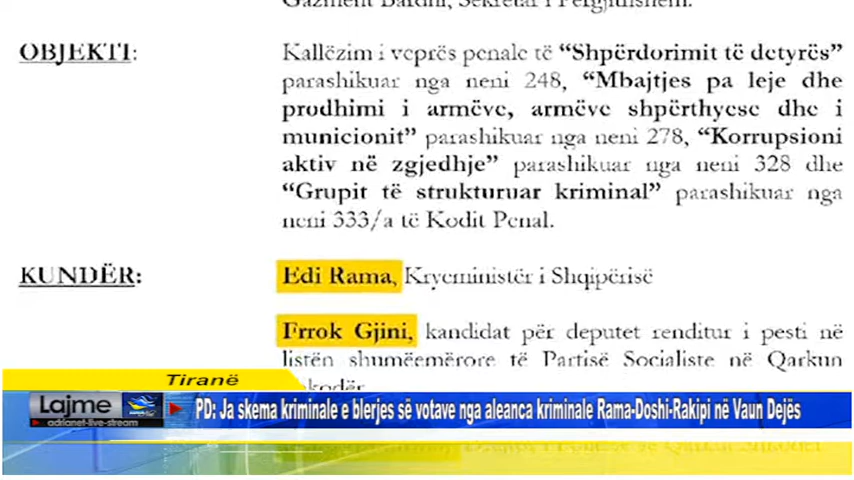 Gazment Bardhi, Sekretar i Përgjithshëm.
OBJEKTI: Kallëzim i veprës penale të “Shpërdorimit të detyrës”
parashikuar nga neni 248, “Mbajtjes pa leje dhe
prodhimi i armëve, armëve shpërthyese dhe i
municionit” parashikuar nga neni 278, “Korrupsioni
aktiv në zgjedhje” parashikuar nga neni 328 dhe
“Grupit të strukturuar kriminal” parashikuar nga
neni 333/a të Kodit Penal.
KUNDËR: Edi Rama, Kryeministër i Shqipërisë
Frrok Gjini, kandidat për deputet renditur i pesti në
listën shumëemërore të Partisë Socialiste në Qarkun
Tiranë
Lajme
PD: Ja skema kriminale e blerjes së votave nga aleanca kriminale Rama-Doshi-Rakipi në Vaun Dejës
adrianet-live-stream